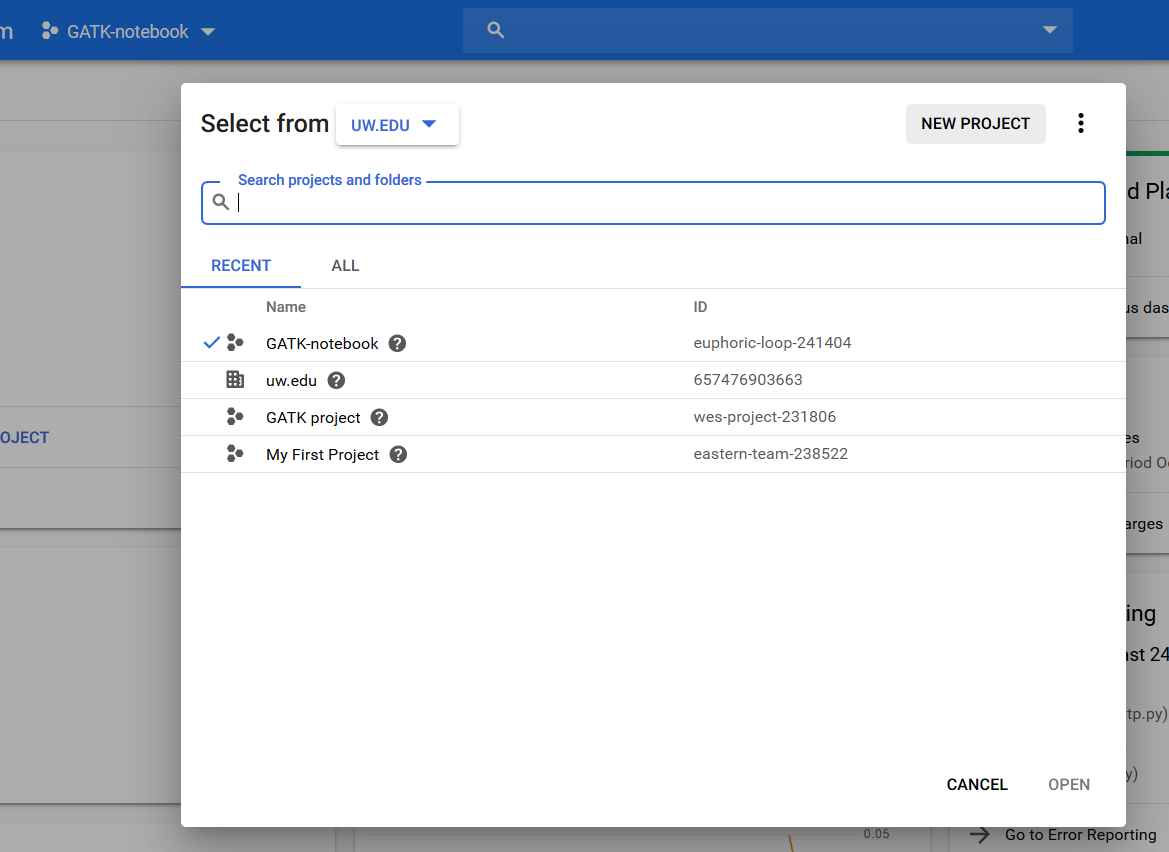 m GATK-notebook
Select from UW.EDU NEW PROJECT
Search projects and folders
RECENT ALL
Name ID
GATK-notebook euphoric-loop-241404
uw.edu 657476903663
GATK project wes-project-231806
My First Project eastern-team-238522
CANCEL OPEN
OJECT
d Pla
nal
us das
es
riod Oc
arges
ing
ast 24
tp.py)
y)
0.05
Go to Error Reporting